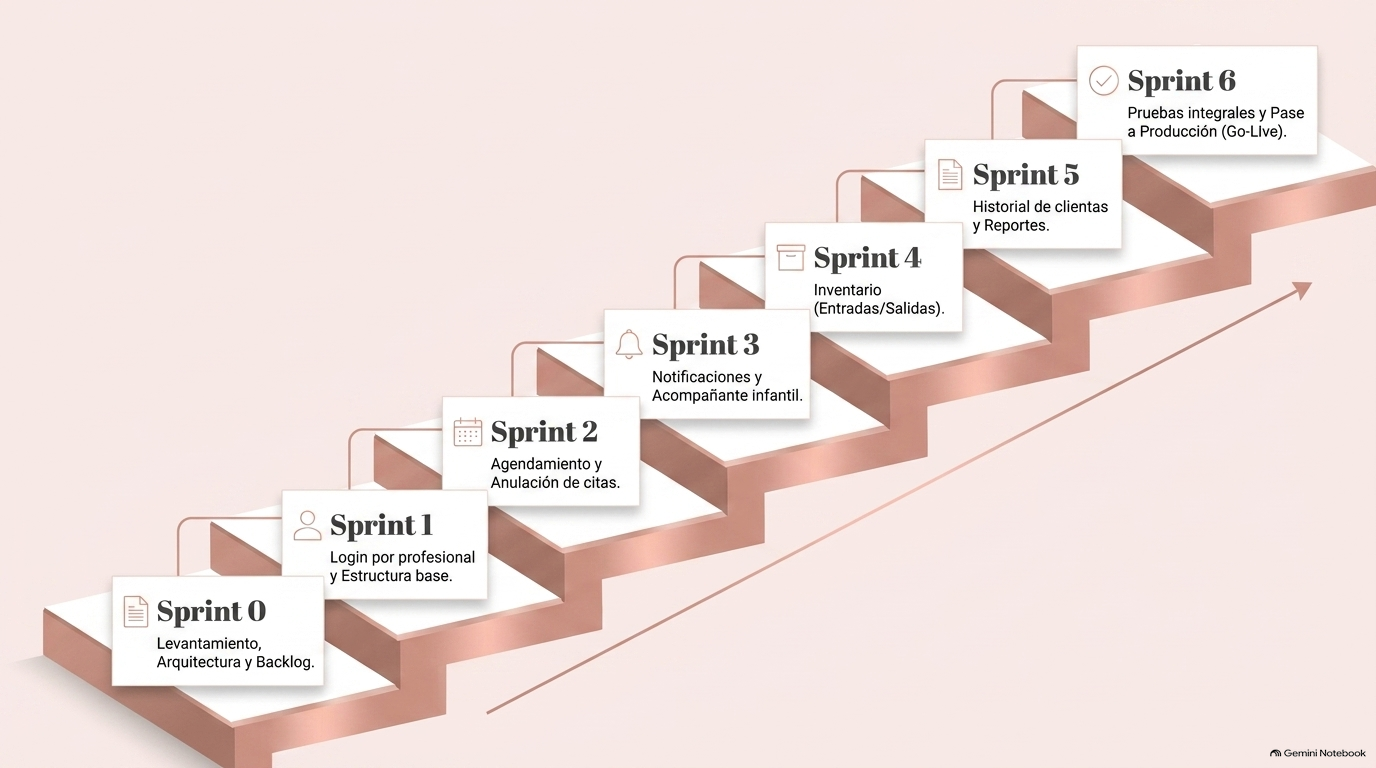 Sprint 6
Pruebas integrales y Pase
a Producción (Go-LIve).
Sprint 5
Historial de clientas
y Reportes.
Sprint 4
Inventario
(Entradas/Salidas).
Sprint 3
Notificaciones y
Acompañante infantil.
Sprint 2
Agendamiento y
Anulación de citas.
Sprint 1
Login por profesional
y Estructura base.
Sprint 0
Levantamiento,
Arquitectura y Backlog.
Gemini Notebook